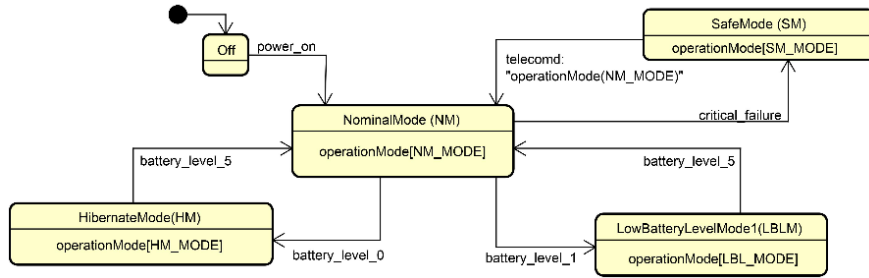 SafeMode (SM)
operationMode[SM_MODE]
Off
power_on
telecomd:
"operationMode(NM_MODE)"
critical_failure
NominalMode (NM)
operationMode[NM_MODE]
battery_level_5
battery_level_5
HibernateMode(HM)
operationMode[HM_MODE]
battery_level_0
battery_level_1
LowBatteryLevelMode1(LBLM)
operationMode[LBL_MODE]